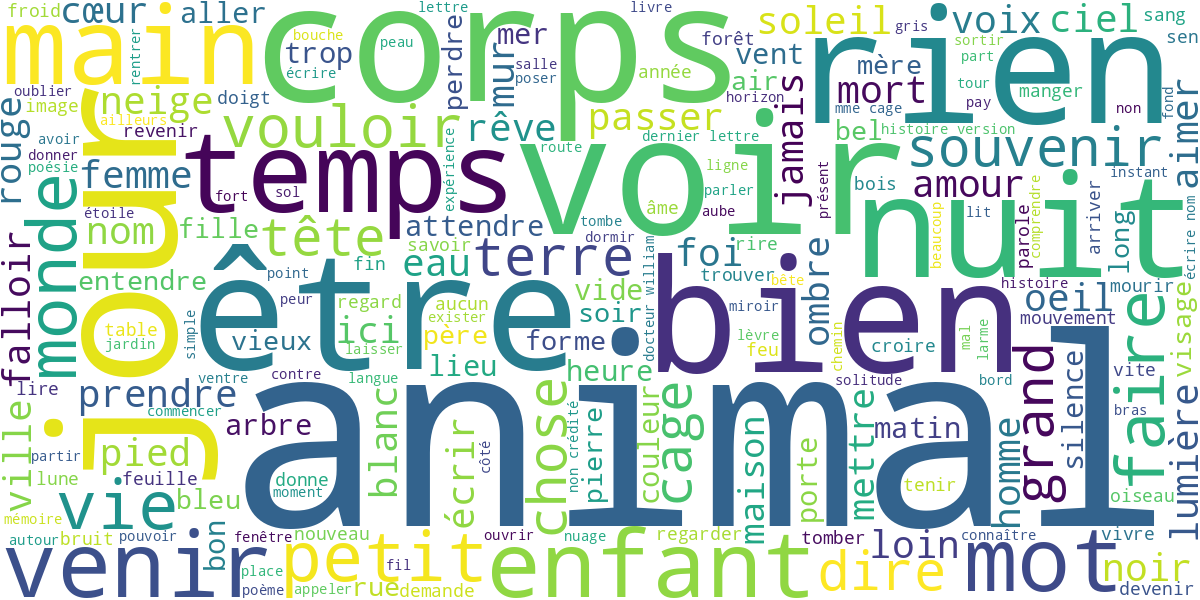 froid
cœur
aller
lettre
livre
soleil
gris
voix
ciel
sang
main
corps
rien
rentrer
bouche
trop
peau
écrire
perdre
mer
mur
salle
poser
forêt
vent
année
air
horizon
sortir
part
sen
mère
mort
tour
manger
mme cage
pay
non
fond
oublier
image
neige
doigt
ailleurs
revenir
rouge
avoir
donner
poésie
jour
vouloir
rêve
passer
dernier lettre
route
jamais
bel
histoire version
souvenir
aimer
femme
temps
expérience
voir
ligne
parler
âme
aube
présent
bois
amour
instant
monde
fort
sol
étoile
nom
fille
tête
attendre
tombe
dormir
nuit
lit
beaucoup
parole
comprendre
arriver
long
nom
écrire
savoir
eau
terre
william
foi
rire
trouver
bête
ombre
falloir
entendre
fin
point
peur
être
regard
aucun
exister
vide
soir
bien
miroir
histoire
oeil
mourir
mouvement
visage
table
jardin
simple
vieux
ici
laisser
père
forme
docteur
lèvre
feu
chemin
croire
mal
larme
lire
prendre
ventre
contre
langue
lieu
heure
solitude
bord
vite
faire
commencer
animal
blanc
chose
non crédité
couleur
cage
grand
silence
bras
ville
arbre
écrir
côté
pierre
maison
porte
mettre
matin
homme
lumière
partir
pied
lune
feuille
donne
moment
tenir
oiseau
vie
bleu
mémoire
autour
bruit
pouvoir
bon
fenêtre
nouveau
ouvrir
nuage
regarder
tomber
loin
connaître
vivre
venir
place
poème
petit
fil
appeler
rue
demande
enfant
dire
mot
noir
devenir